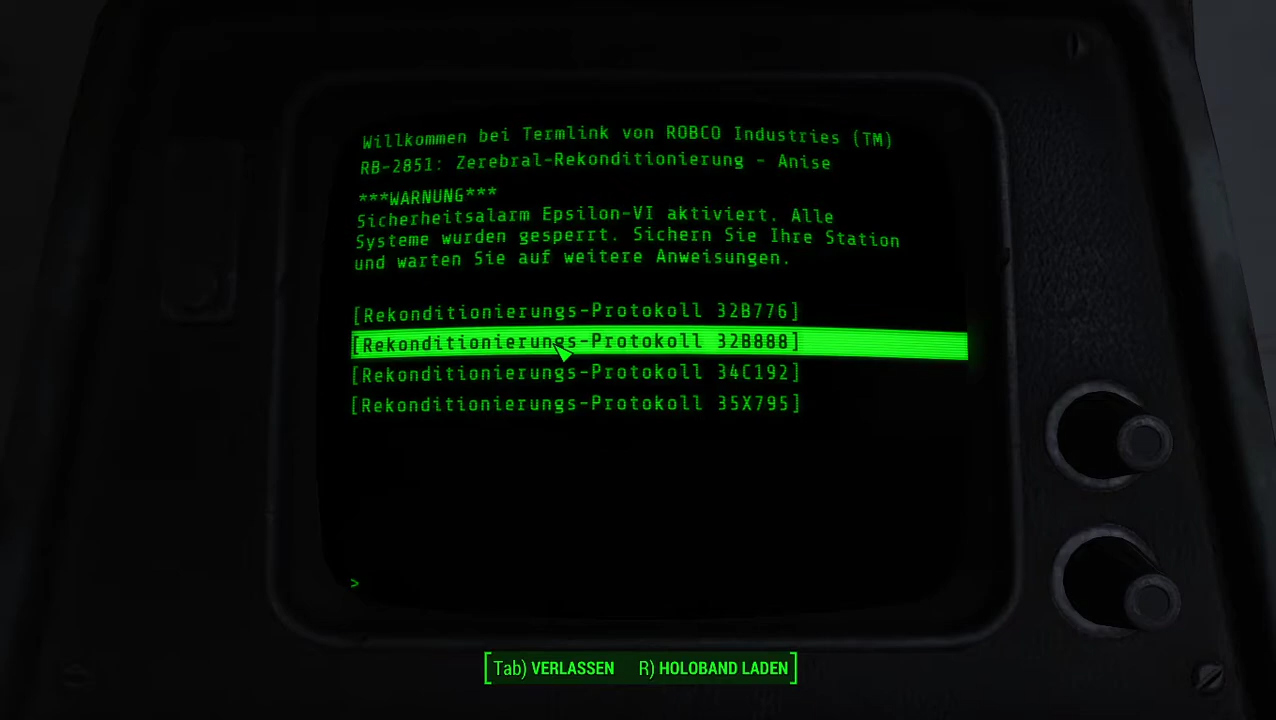 Willkommen bei Termlink von ROBCO Industries (TM)
RB-2851: Zerebral-Rekonditionierung - Anise
***WARNUNG***
Sicherheitsalarm Epsilon-VI aktiviert. Alle
Systeme wurden gesperrt. Sichern Sie Ihre Station
und warten Sie auf weitere Anweisungen.
[Rekonditionierungs-Protokoll 32B776]
[Rekonditionierungs-Protokoll 32B888]
[Rekonditionierungs-Protokoll 34C192]
[Rekonditionierungs-Protokoll 35X795]
>
[Tab) VERLASSEN R) HOLOBAND LADEN]